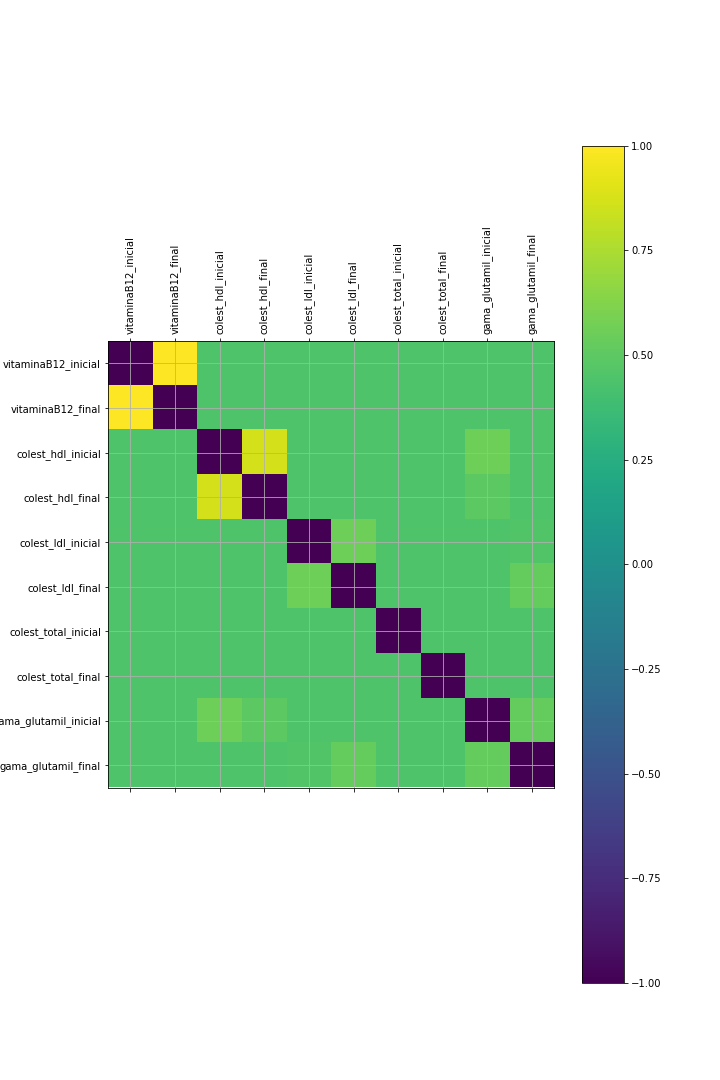 vitaminaB12_inicial
vitaminaB12_final
colest_hdl_inicial
colest_hdl_final
colest_ldl_inicial
colest_ldl_final
colest_total_inicial
colest_total_final
gama_glutamil_inicial
gama_glutamil_final
vitaminaB12_inicial
vitaminaB12_final
colest_hdl_inicial
colest_hdl_final
colest_ldl_inicial
colest_ldl_final
colest_total_inicial
colest_total_final
ama_glutamil_inicial
gama_glutamil_final
1.00
0.75
0.50
0.25
0.00
−0.25
−0.50
−0.75
−1.00